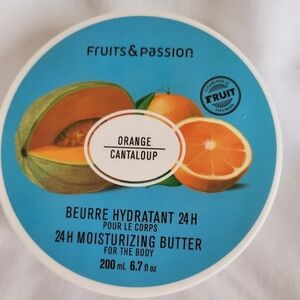 FRUITS & PASSION
FRUIT
ORANGE
CANTALOUP
BEURRE HYDRATANT 24H
POUR LE CORPS
24H MOISTURIZING BUTTER
FOR THE BODY
200 mL 6.7 fl oz